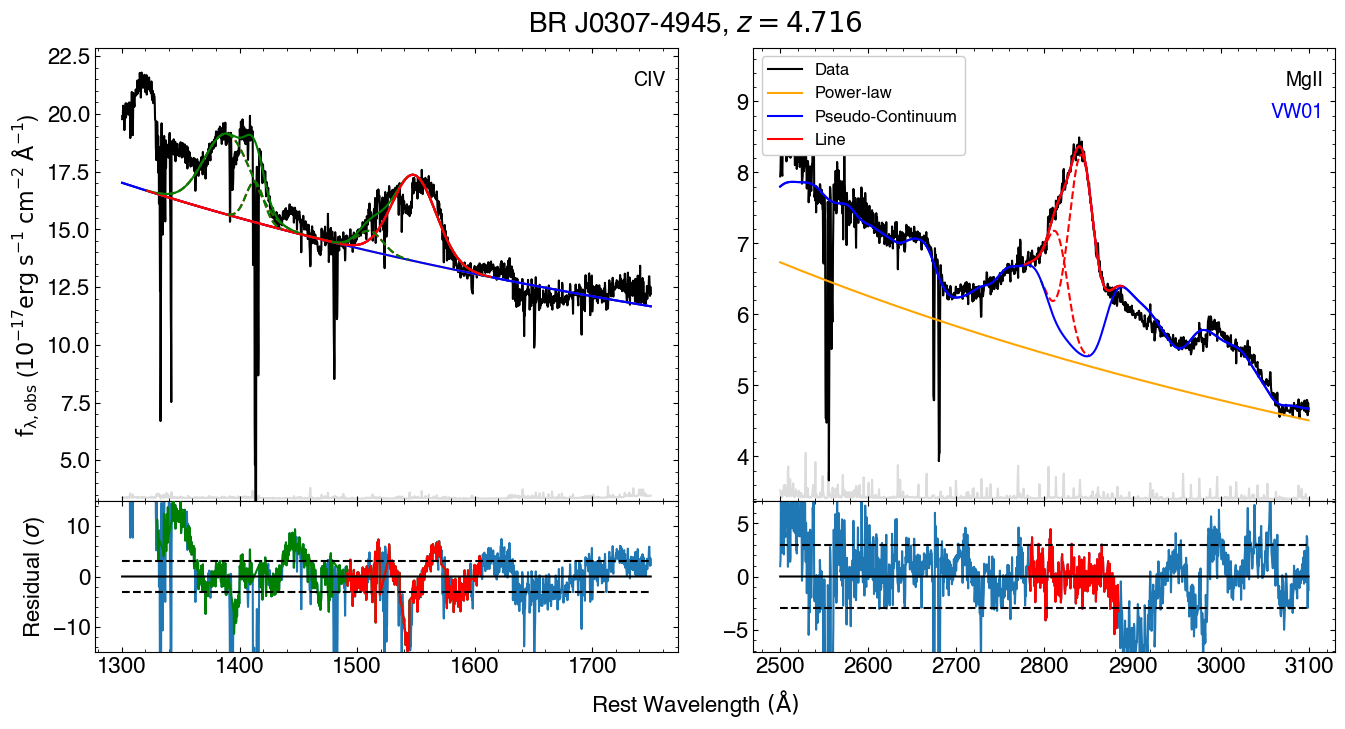 BR J0307-4945, z = 4.716
CIV
22.5
20.0
17.5
15.0
12.5
10.0
7.5
5.0
f_{λ,obs} (10^{−17} erg s^{−1} cm^{−2} Å^{−1})
Data
Power-law
Pseudo-Continuum
Line
MgII
VW01
9
8
7
6
5
4
10
0
−10
Residual (σ)
1300 1400 1500 1600 1700
5
0
−5
2500 2600 2700 2800 2900 3000 3100
Rest Wavelength (Å)